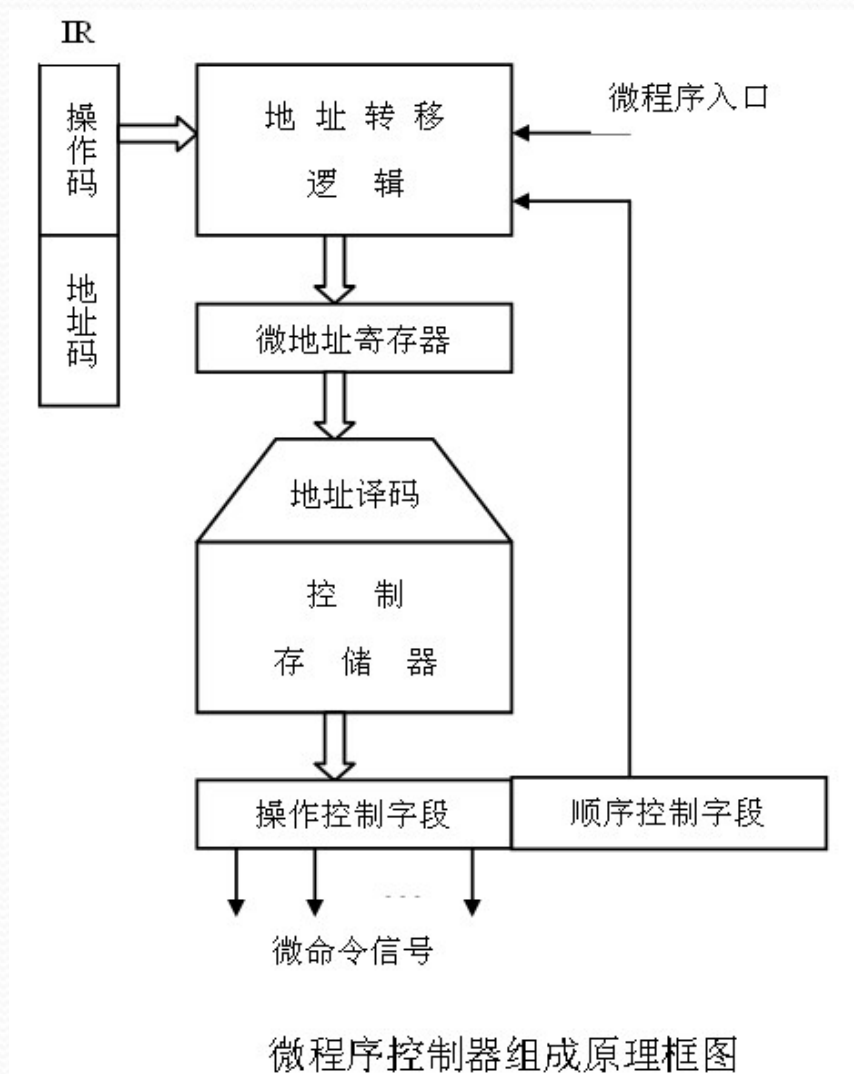 IR
操作码
地址码
地址转移
逻辑
微程序入口
微地址寄存器
地址译码
控制
存储器
操作控制字段
顺序控制字段
...
微命令信号
微程序控制器组成原理框图